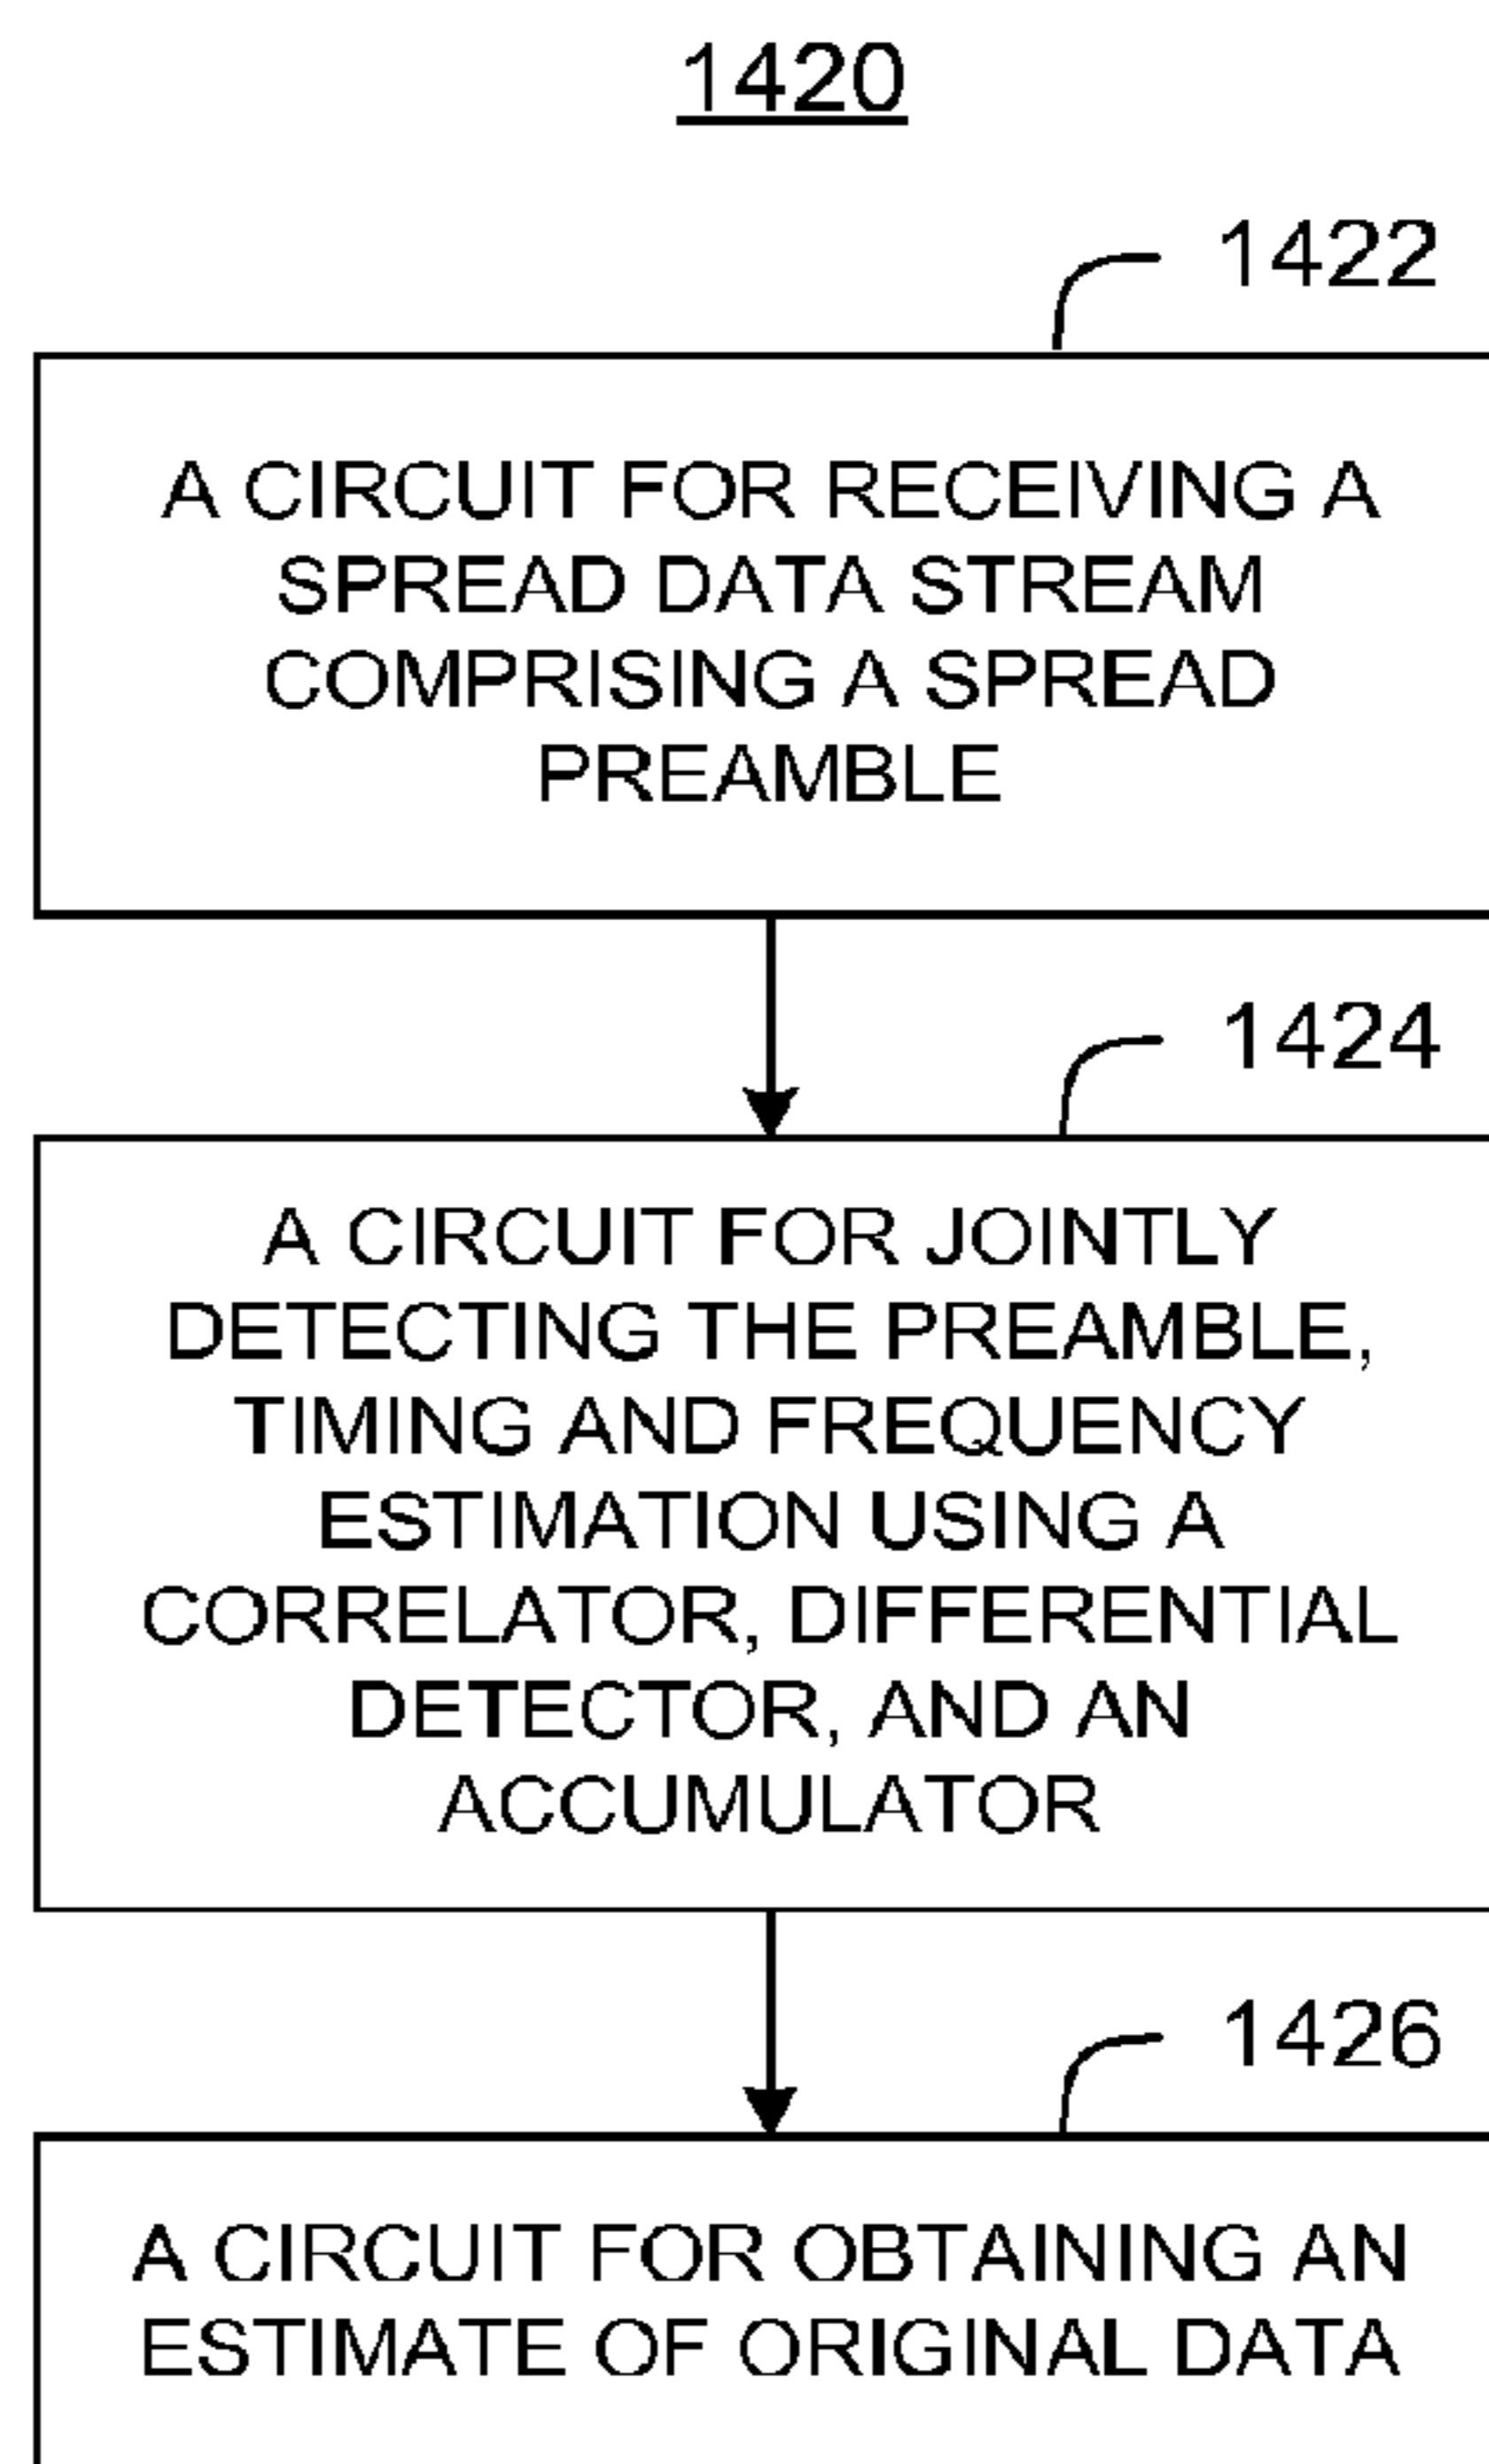 1420
1422
A CIRCUIT FOR RECEIVING A
SPREAD DATA STREAM
COMPRISING A SPREAD
PREAMBLE
1424
A CIRCUIT FOR JOINTLY
DETECTING THE PREAMBLE,
TIMING AND FREQUENCY
ESTIMATION USING A
CORRELATOR, DIFFERENTIAL
DETECTOR, AND AN
ACCUMULATOR
1426
A CIRCUIT FOR OBTAINING AN
ESTIMATE OF ORIGINAL DATA